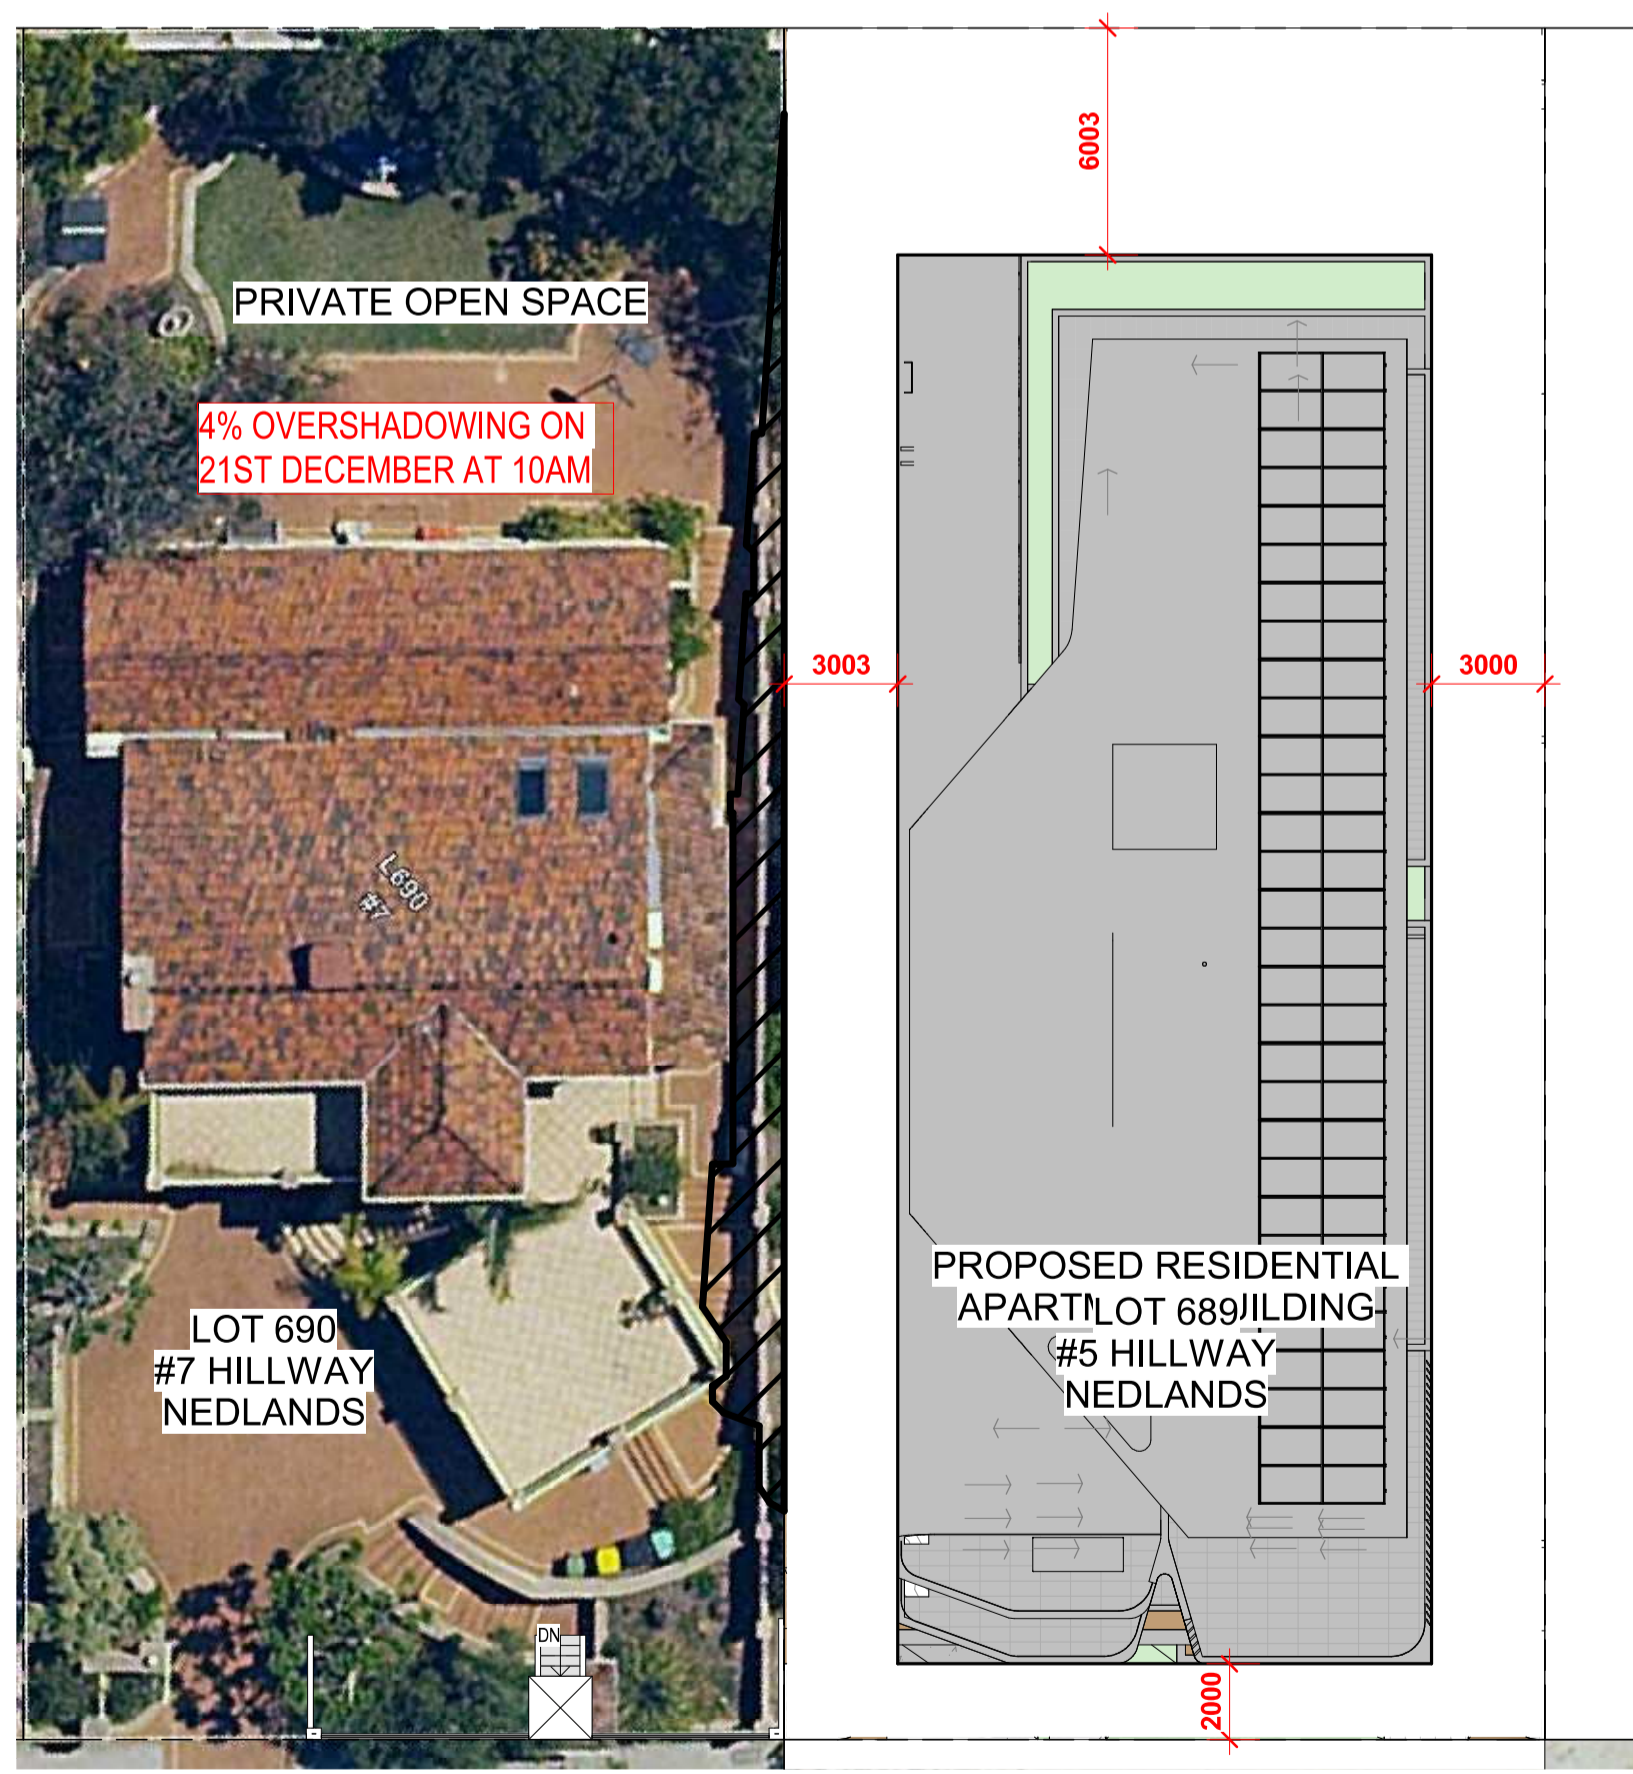 6003
PRIVATE OPEN SPACE
4% OVERSHADOWING ON
21ST DECEMBER AT 10AM
3003
3000
L690
#7
PROPOSED RESIDENTIAL
LOT 689
#5 HILLWAY
NEDLANDS
LOT 690
#7 HILLWAY
NEDLANDS
DN
2000